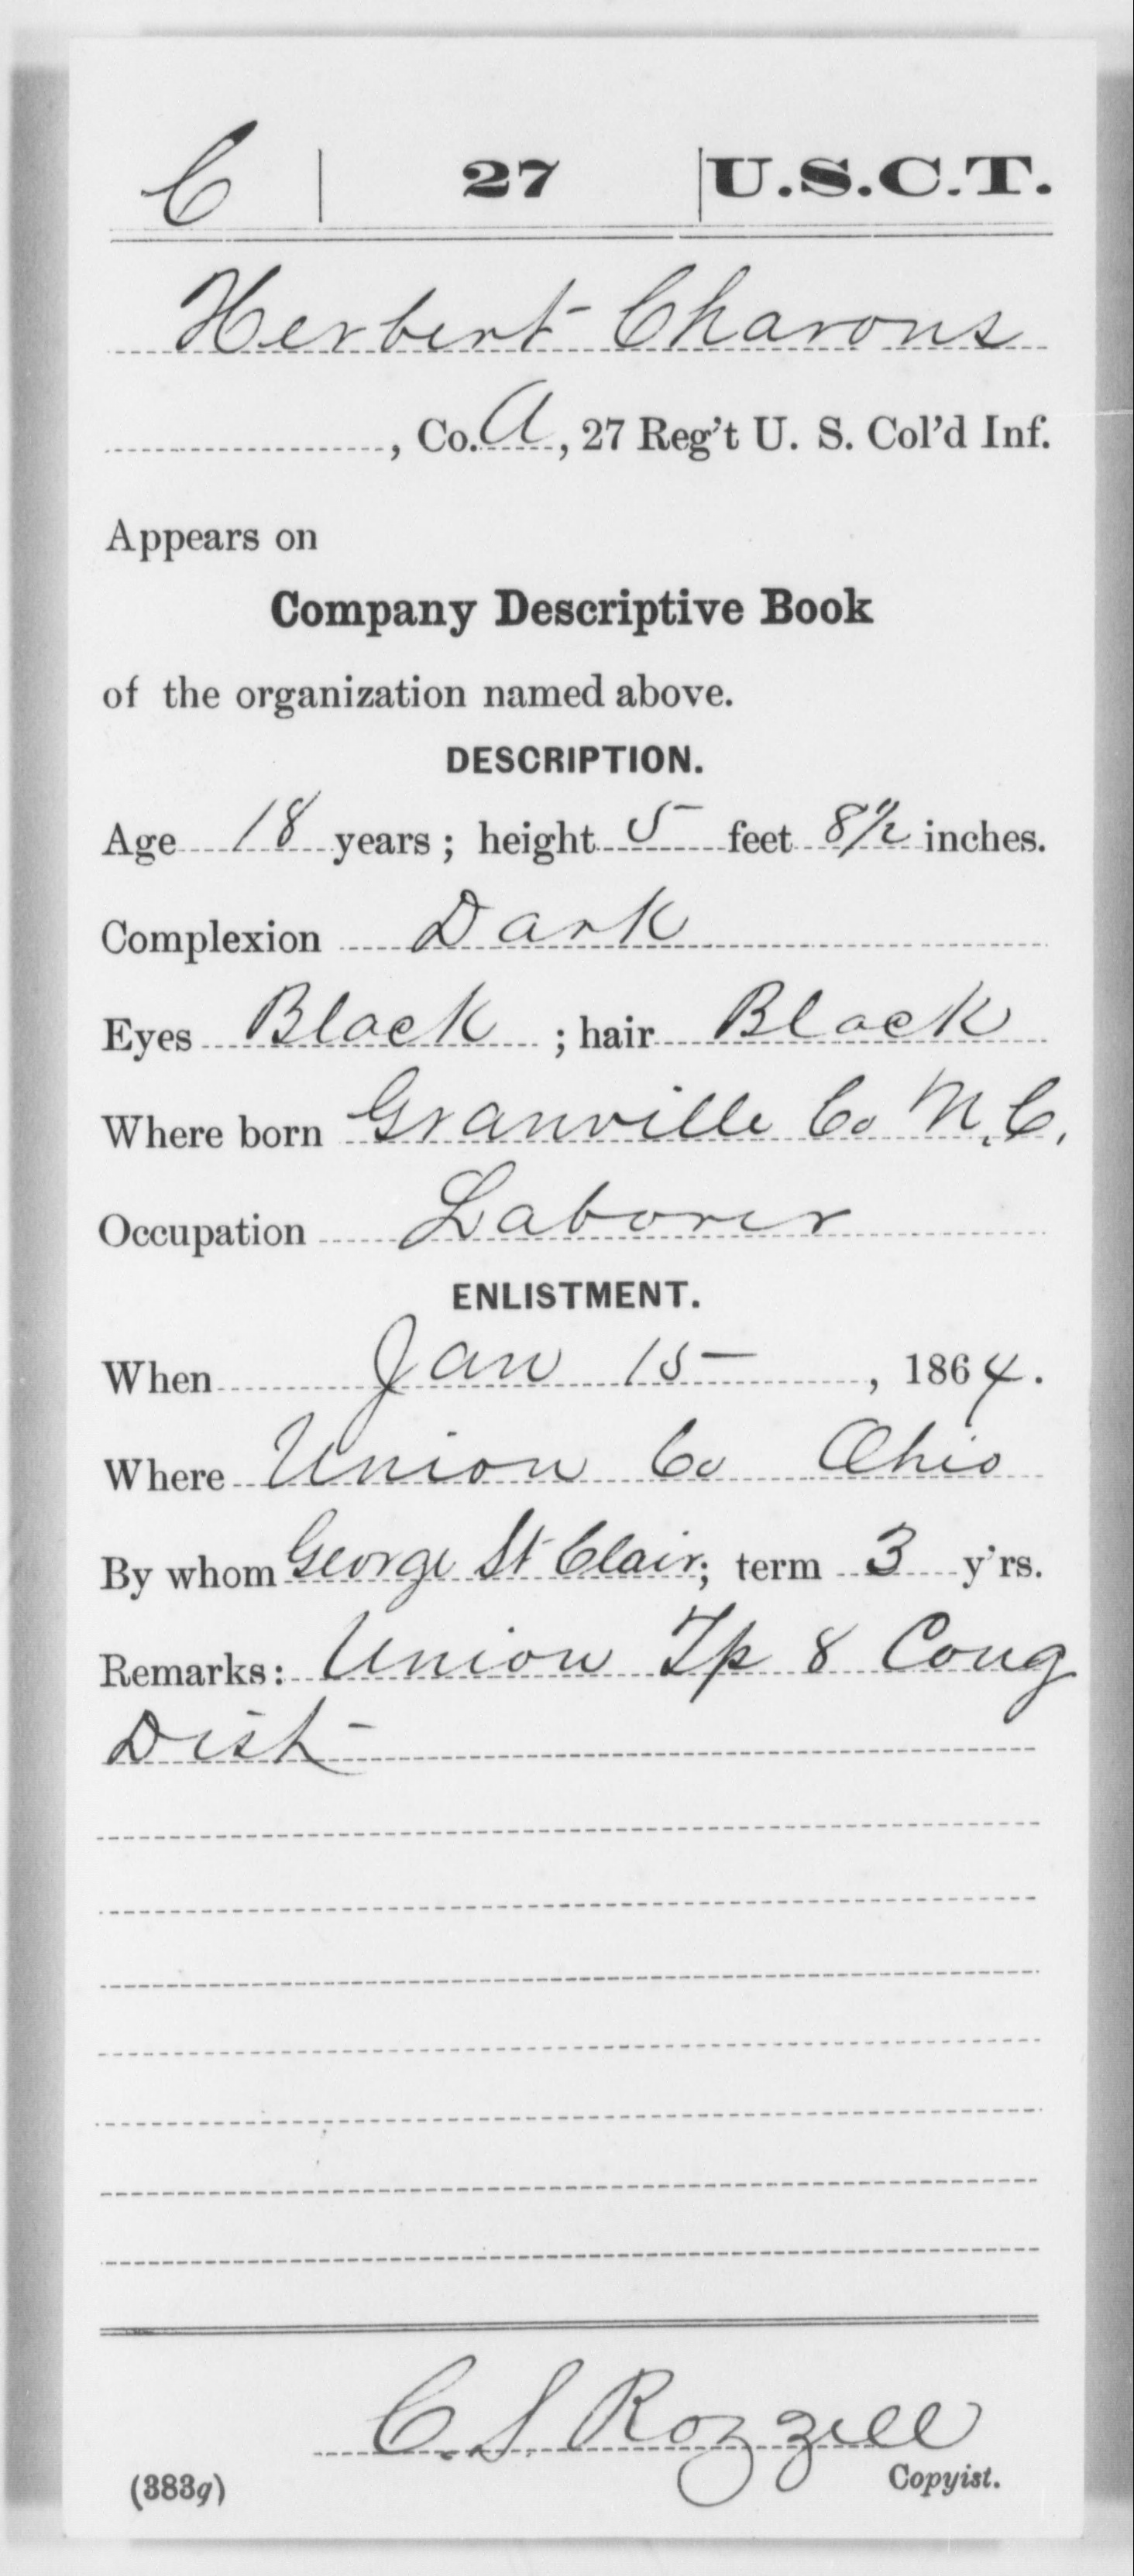 C 27 U.S.C.T.
Herbert Chavous
, Co. A, 27 Reg't U. S. Col'd Inf.
Appears on
Company Descriptive Book
of the organization named above.
DESCRIPTION.
Age 18 years; height 5 feet 8 1/2 inches.
Complexion Dark
Eyes Black ; hair Black
Where born Granville Co N.C.
Occupation Laborer
ENLISTMENT.
When Jan 15, 1864.
Where Union Co Ohio
By whom George St Clair; term 3 y'rs.
Remarks: Union Tp 8 Cong
Dist
C. S Rozzell
(383g) Copyist.